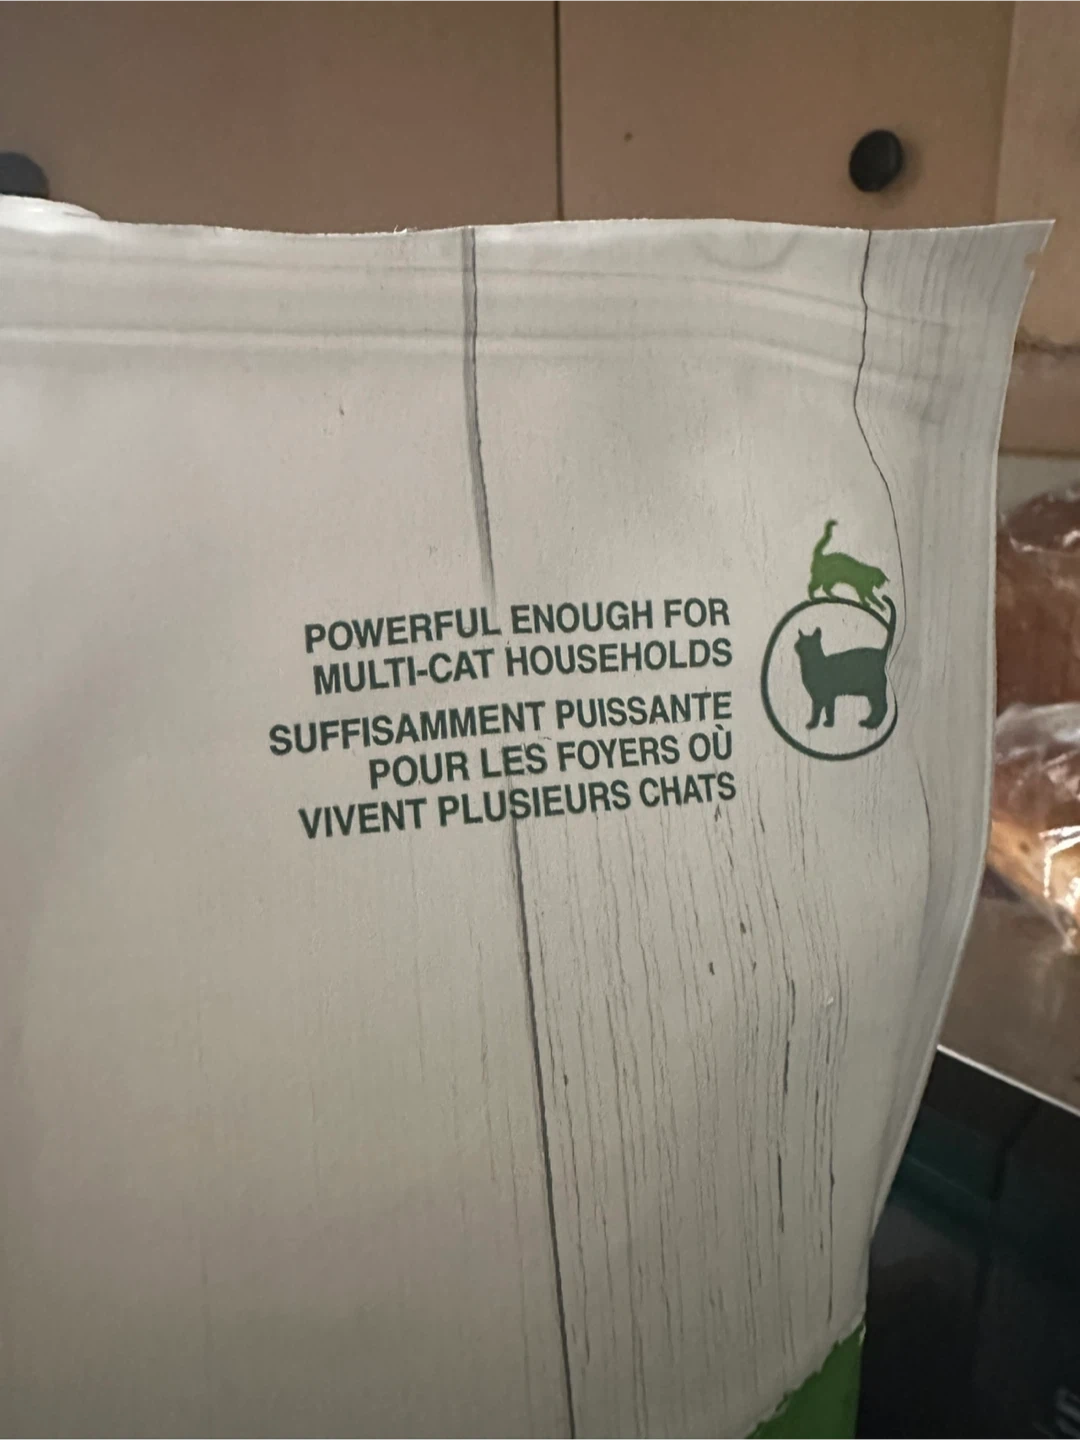 POWERFUL ENOUGH FOR
MULTI-CAT HOUSEHOLDS
SUFFISAMMENT PUISSANTE
POUR LES FOYERS OÙ
VIVENT PLUSIEURS CHATS